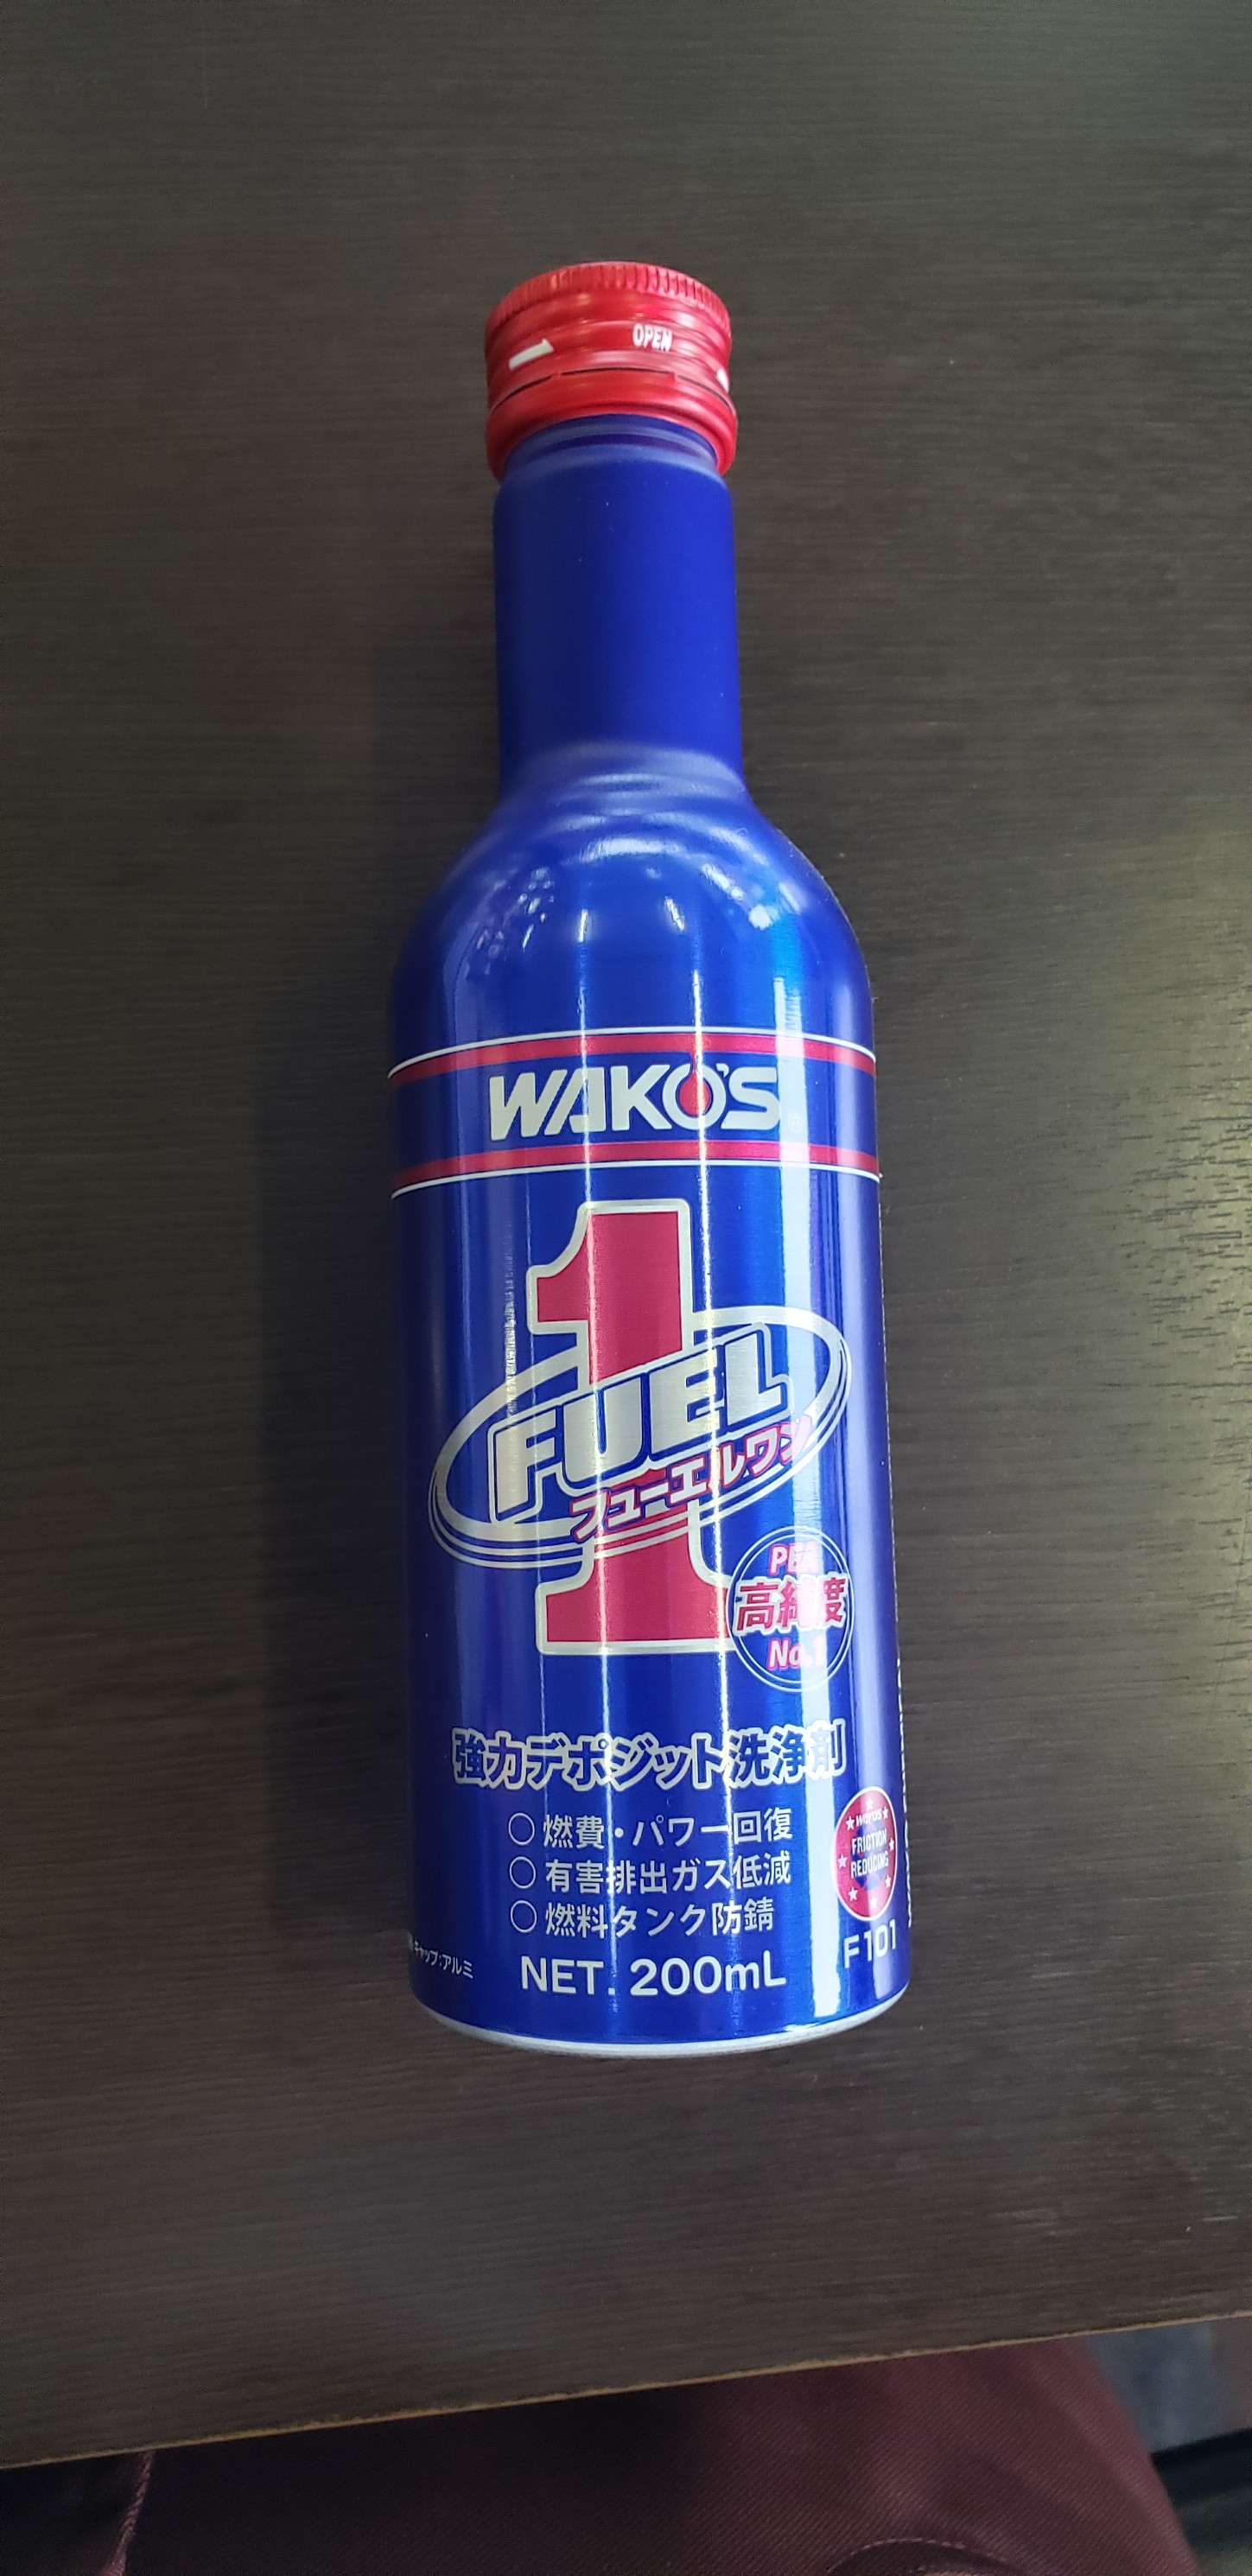 OPEN
WAKO'S
1
FUEL
フューエルワン
PEA
高純度
No.1
強力デポジット洗浄剤
○ 燃費・パワー回復
○ 有害排出ガス低減
○ 燃料タンク防錆
WAKO'S
FRICTION
REDUCING
F101
キャップ:アルミ
NET. 200mL